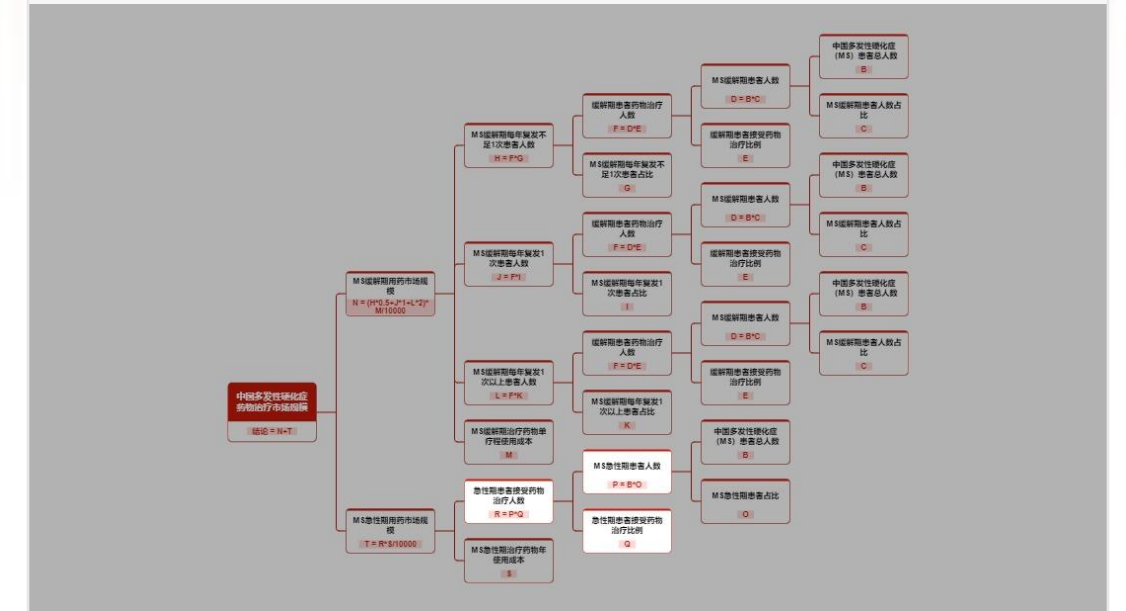 中国多发性硬化症
药物治疗市场规模
结论 = N+T
MS缓解期用药市场规
模
N = (H*0.5+J*1+L*2)*
M/10000
MS缓解期每年复发不
足1次患者人数
H = F*G
缓解期患者药物治疗
人数
F = D*E
MS缓解期患者人数
D = B*C
中国多发性硬化症
（MS）患者总人数
B
MS缓解期患者人数占
比
C
缓解期患者接受药物
治疗比例
E
MS缓解期每年复发不
足1次患者占比
G
MS缓解期每年复发1
次患者人数
J = F*I
缓解期患者药物治疗
人数
F = D*E
MS缓解期患者人数
D = B*C
中国多发性硬化症
（MS）患者总人数
B
MS缓解期患者人数占
比
C
缓解期患者接受药物
治疗比例
E
MS缓解期每年复发1
次患者占比
I
MS缓解期每年复发1
次以上患者人数
L = F*K
缓解期患者药物治疗
人数
F = D*E
MS缓解期患者人数
D = B*C
中国多发性硬化症
（MS）患者总人数
B
MS缓解期患者人数占
比
C
缓解期患者接受药物
治疗比例
E
MS缓解期每年复发1
次以上患者占比
K
MS缓解期治疗药物单
疗程使用成本
M
MS急性期用药市场规
模
T = R*S/10000
急性期患者接受药物
治疗人数
R = P*Q
MS急性期患者人数
P = B*O
中国多发性硬化症
（MS）患者总人数
B
MS急性期患者占比
O
急性期患者接受药物
治疗比例
Q
MS急性期治疗药物年
使用成本
S